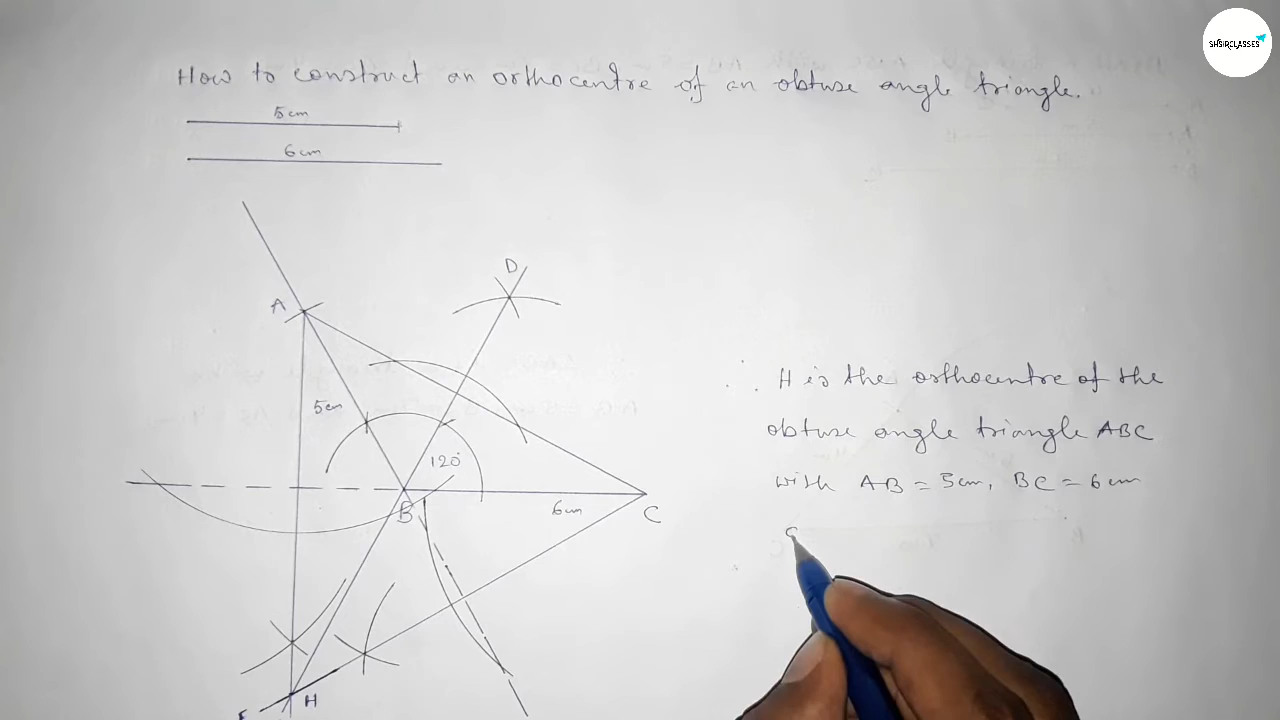 SHSIRCLASSES
How to construct an orthocentre of an obtuse angle triangle.
5cm
6cm
D
A
5cm
120°
B
6cm
C
H
∴ H is the orthocentre of the
obtuse angle triangle ABC
with AB = 5cm, BC = 6cm